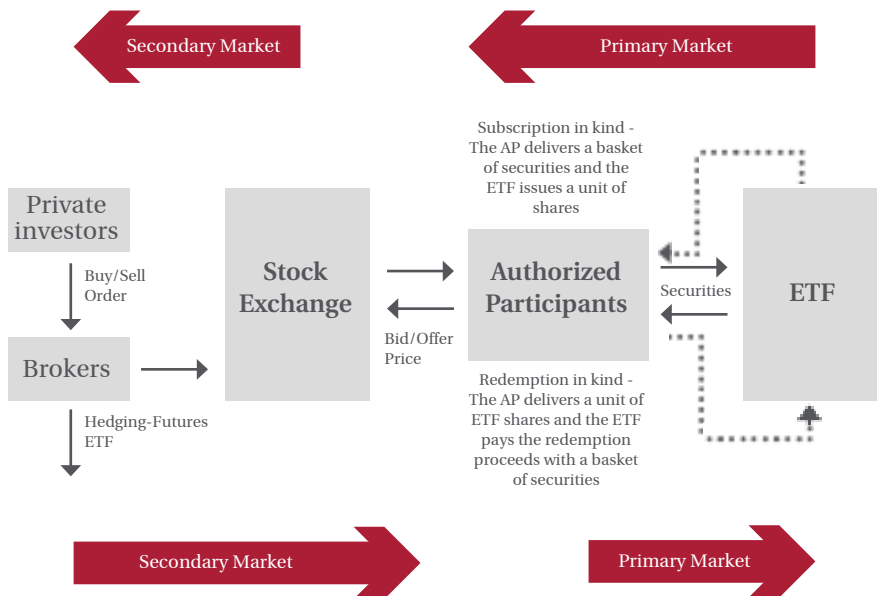 Secondary Market
Primary Market
Subscription in kind -
The AP delivers a basket
of securities and the
ETF issues a unit of
shares
Private
investors
Buy/Sell
Order
Brokers
Hedging-Futures
ETF
Stock
Exchange
Bid/Offer
Price
Authorized
Participants
Securities
ETF
Redemption in kind -
The AP delivers a unit of
ETF shares and the ETF
pays the redemption
proceeds with a basket
of securities
Secondary Market
Primary Market